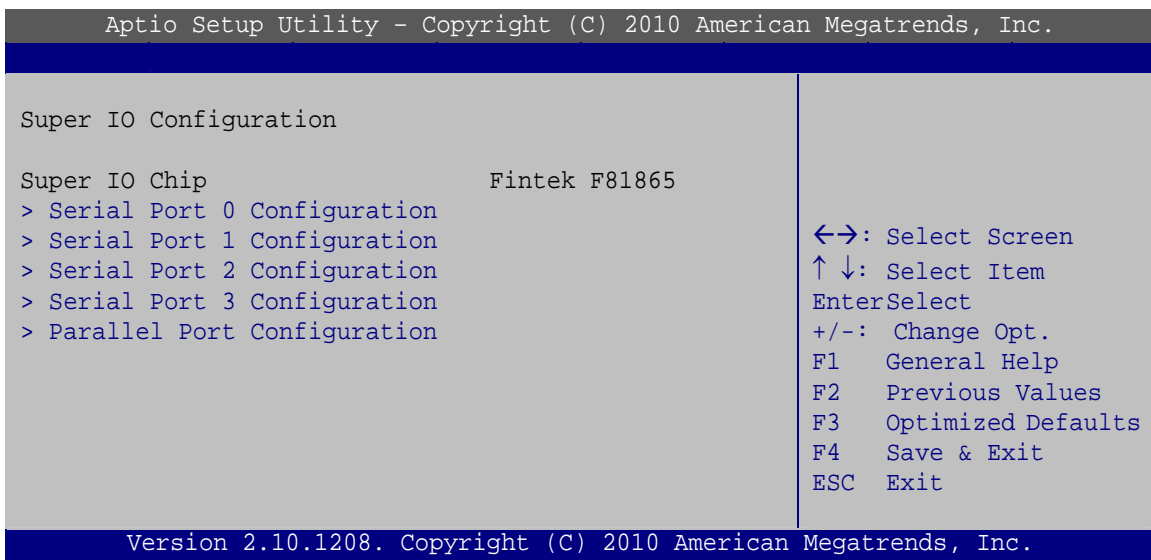 Aptio Setup Utility – Copyright (C) 2010 American Megatrends, Inc.
Super IO Configuration
Super IO Chip Fintek F81865
> Serial Port 0 Configuration
> Serial Port 1 Configuration
> Serial Port 2 Configuration
> Serial Port 3 Configuration
> Parallel Port Configuration
←→: Select Screen
↑ ↓: Select Item
EnterSelect
+/-: Change Opt.
F1 General Help
F2 Previous Values
F3 Optimized Defaults
F4 Save & Exit
ESC Exit
Version 2.10.1208. Copyright (C) 2010 American Megatrends, Inc.